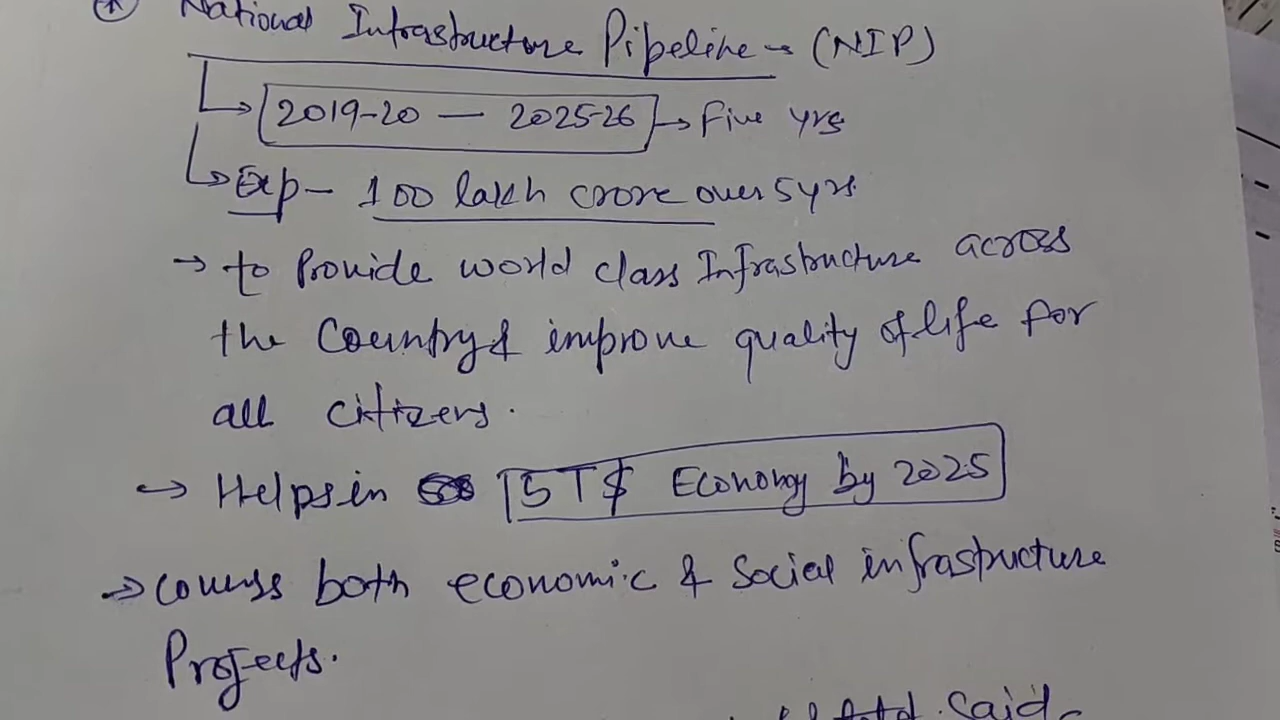 National Infrastructure Pipeline → (NIP)
2019-20 — 2025-26 → Five yrs
Exp - 100 lakh crore over 5 yrs
→ to Provide world class Infrastructure across
the Country & improve quality of life for
all citizens.
→ Helps in 5T$ Economy by 2025
→ covers both economic & Social infrastructure
Projects.
said